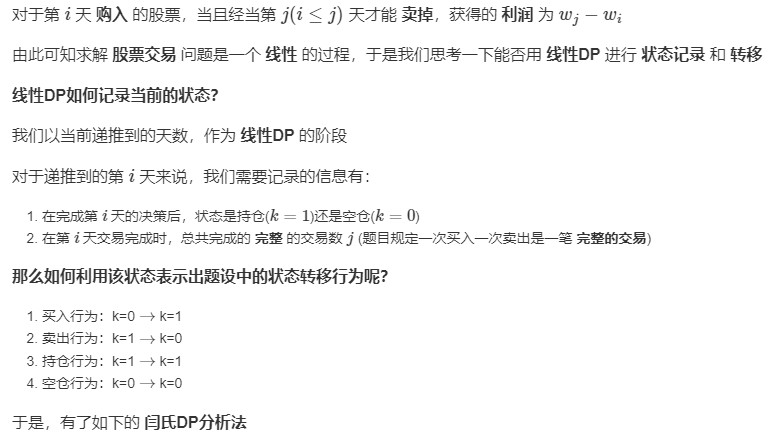 对于第 i 天 购入 的股票，当且经当第 j(i ≤ j) 天才能 卖掉，获得的 利润 为 w_j − w_i
由此可知求解 股票交易 问题是一个 线性 的过程，于是我们思考一下能否用 线性DP 进行 状态记录 和 转移
线性DP如何记录当前的状态？
我们以当前递推到的天数，作为 线性DP 的阶段
对于递推到的第 i 天来说，我们需要记录的信息有：
1. 在完成第 i 天的决策后，状态是持仓(k = 1)还是空仓(k = 0)
2. 在第 i 天交易完成时，总共完成的 完整 的交易数 j (题目规定一次买入一次卖出是一笔 完整的交易)
那么如何利用该状态表示出题设中的状态转移行为呢？
1. 买入行为：k=0 → k=1
2. 卖出行为：k=1 → k=0
3. 持仓行为：k=1 → k=1
4. 空仓行为：k=0 → k=0
于是，有了如下的 闫氏DP分析法